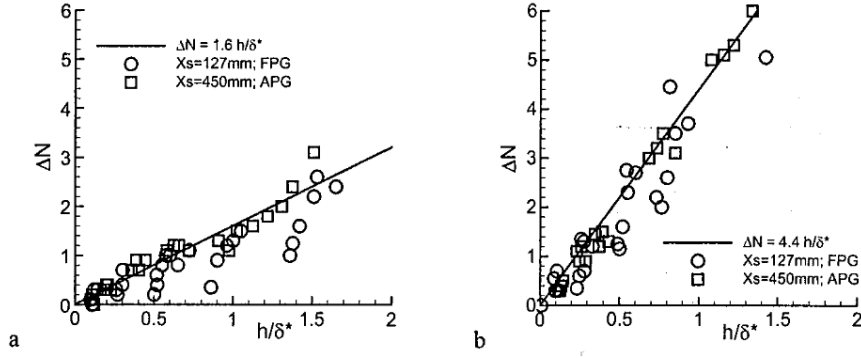 6
5
4
3
2
1
0
ΔN
ΔN = 1.6 h/δ*
Xs=127mm; FPG
Xs=450mm; APG
0 0.5 1 1.5 2
h/δ*
a
6
5
4
3
2
1
0
ΔN
ΔN = 4.4 h/δ*
Xs=127mm; FPG
Xs=450mm; APG
0 0.5 1 1.5 2
h/δ*
b